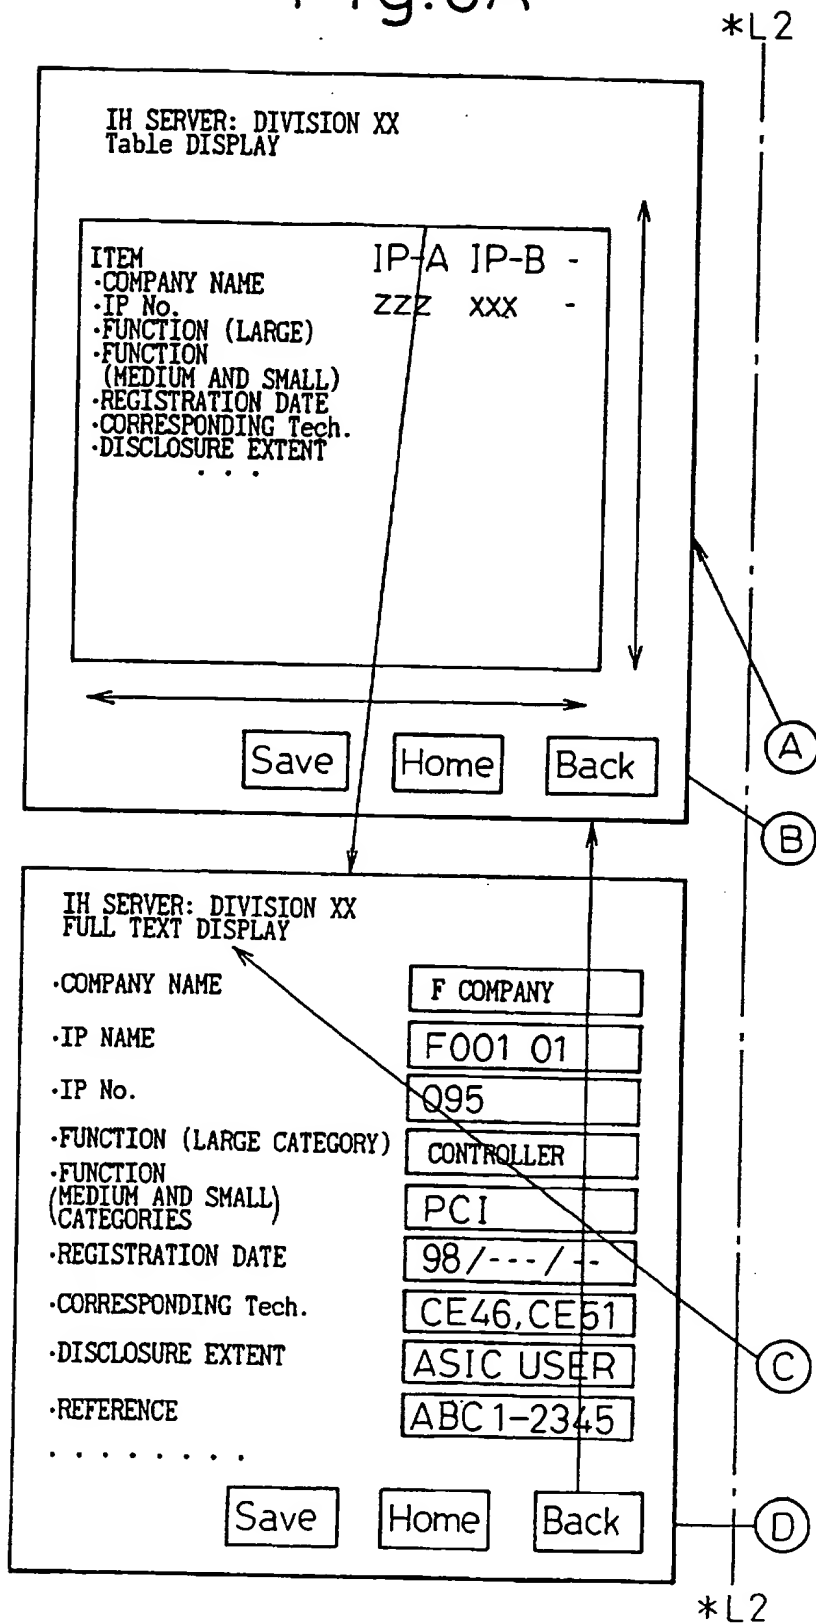 *L2
IH SERVER: DIVISION XX
Table DISPLAY
ITEM IP-A IP-B -
·COMPANY NAME
·IP No. ZZZ XXX -
·FUNCTION (LARGE)
·FUNCTION
(MEDIUM AND SMALL)
·REGISTRATION DATE
·CORRESPONDING Tech.
·DISCLOSURE EXTENT
. . .
Save Home Back
A
B
IH SERVER: DIVISION XX
FULL TEXT DISPLAY
·COMPANY NAME F COMPANY
·IP NAME F001 01
·IP No. 095
·FUNCTION (LARGE CATEGORY) CONTROLLER
·FUNCTION
(MEDIUM AND SMALL) PCI
(CATEGORIES )
·REGISTRATION DATE 98/---/--
·CORRESPONDING Tech. CE46,CE51
·DISCLOSURE EXTENT ASIC USER
·REFERENCE ABC1-2345
. . . . . . . .
C
Save Home Back
D
*L2